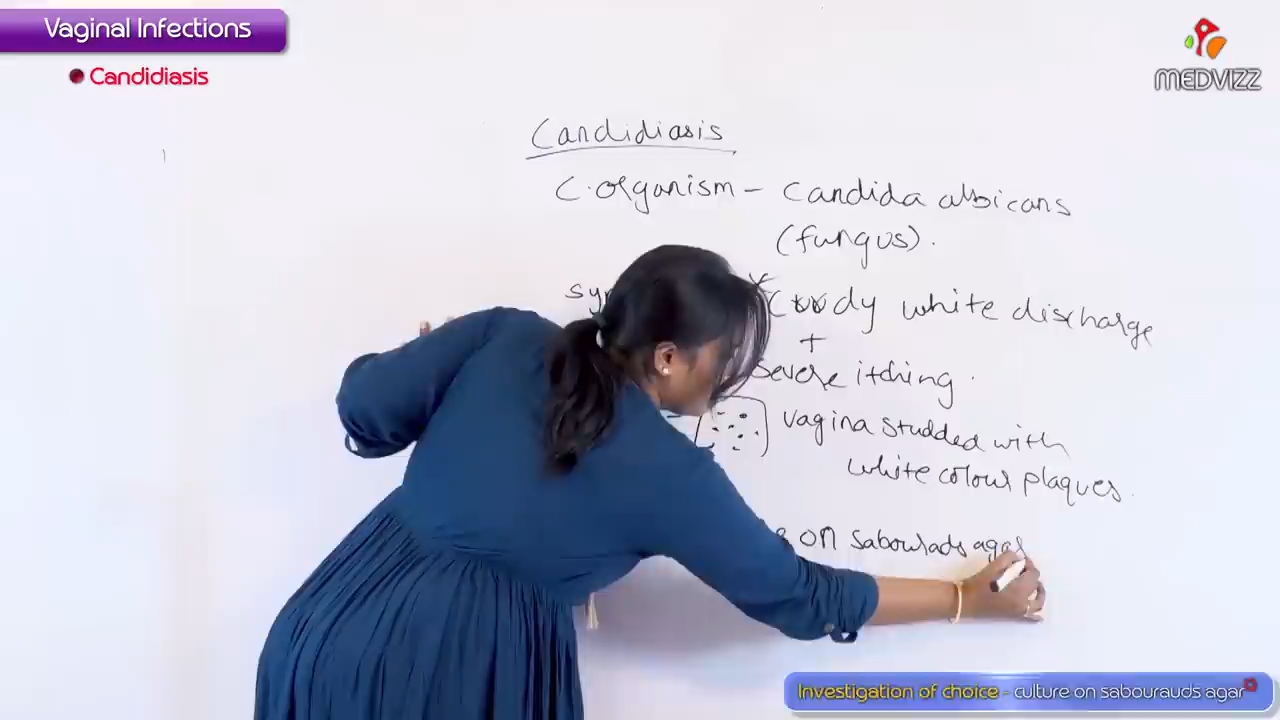 Vaginal Infections
Candidiasis
MEDVIZZ
Candidiasis
C.organism - Candida albicans
(fungus).
Curdy white discharge
+
severe itching.
vagina studded with
white colour plaques.
on sabourads agar
Investigation of choice - culture on sabourauds agar